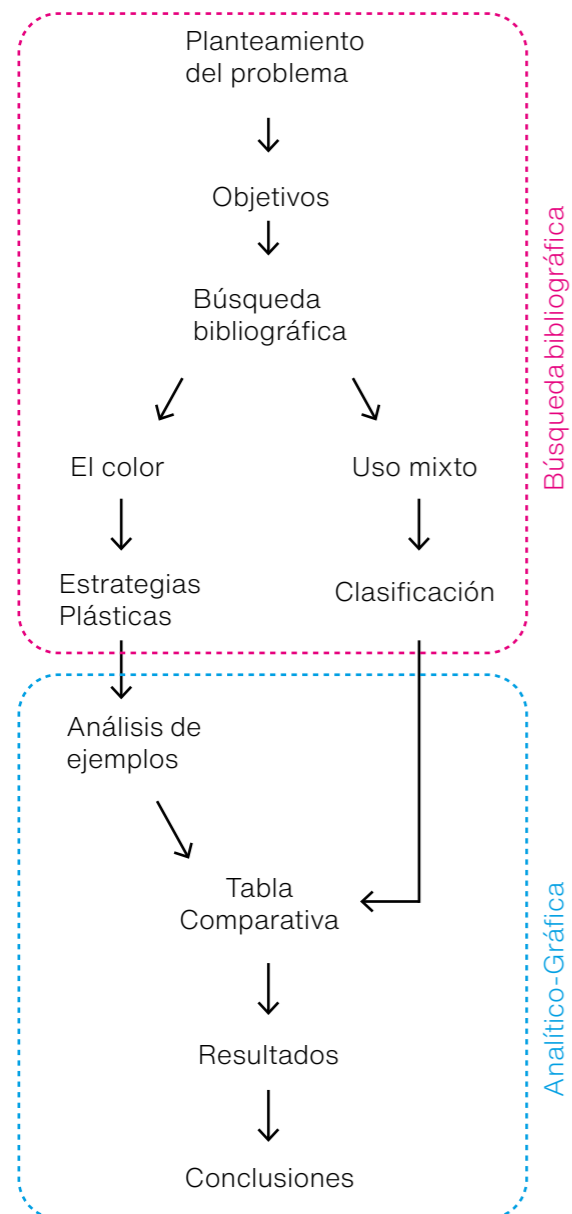 Planteamiento
del problema
Objetivos
Búsqueda
bibliográfica
El color
Uso mixto
Estrategias
Plásticas
Clasificación
Búsqueda bibliográfica
Análisis de
ejemplos
Tabla
Comparativa
Resultados
Conclusiones
Analítico-Gráfica